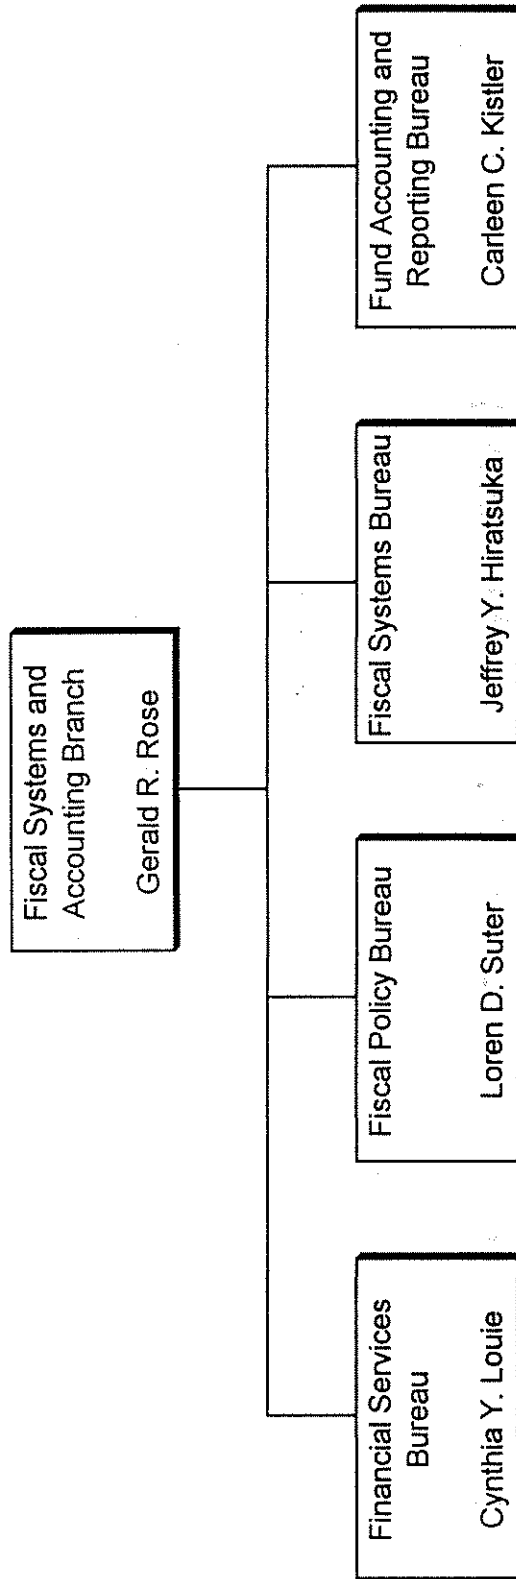 Fiscal Systems and
Accounting Branch
Gerald R. Rose
Financial Services
Bureau
Cynthia Y. Louie
Fiscal Policy Bureau
Loren D. Suter
Fiscal Systems Bureau
Jeffrey Y. Hiratsuka
Fund Accounting and
Reporting Bureau
Carleen C. Kistler